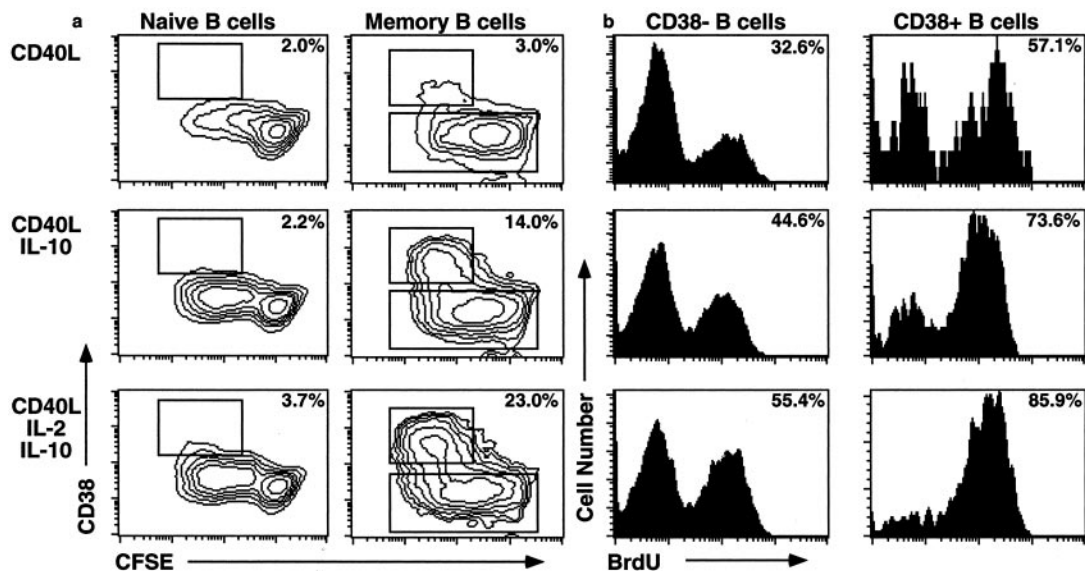 a Naive B cells Memory B cells b CD38- B cells CD38+ B cells
CD40L 2.0% 3.0% 32.6% 57.1%
CD40L
IL-10
2.2% 14.0% 44.6% 73.6%
CD40L
IL-2
IL-10
3.7% 23.0% 55.4% 85.9%
CD38
Cell Number
CFSE BrdU